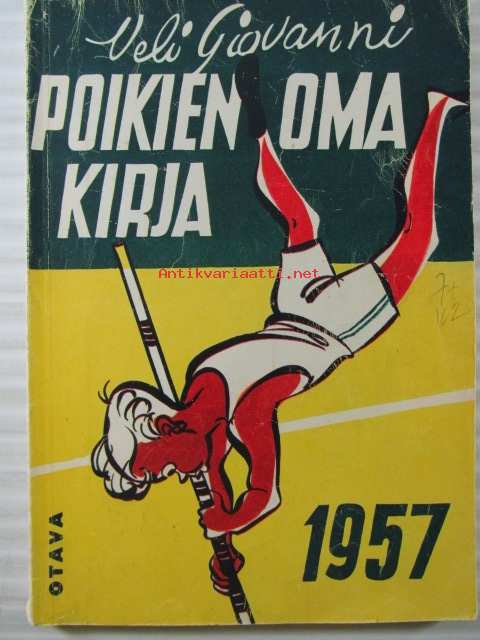 Veli Giovanni
POIKIEN OMA
KIRJA
Antikvariaatti.net
1957
OTAVA